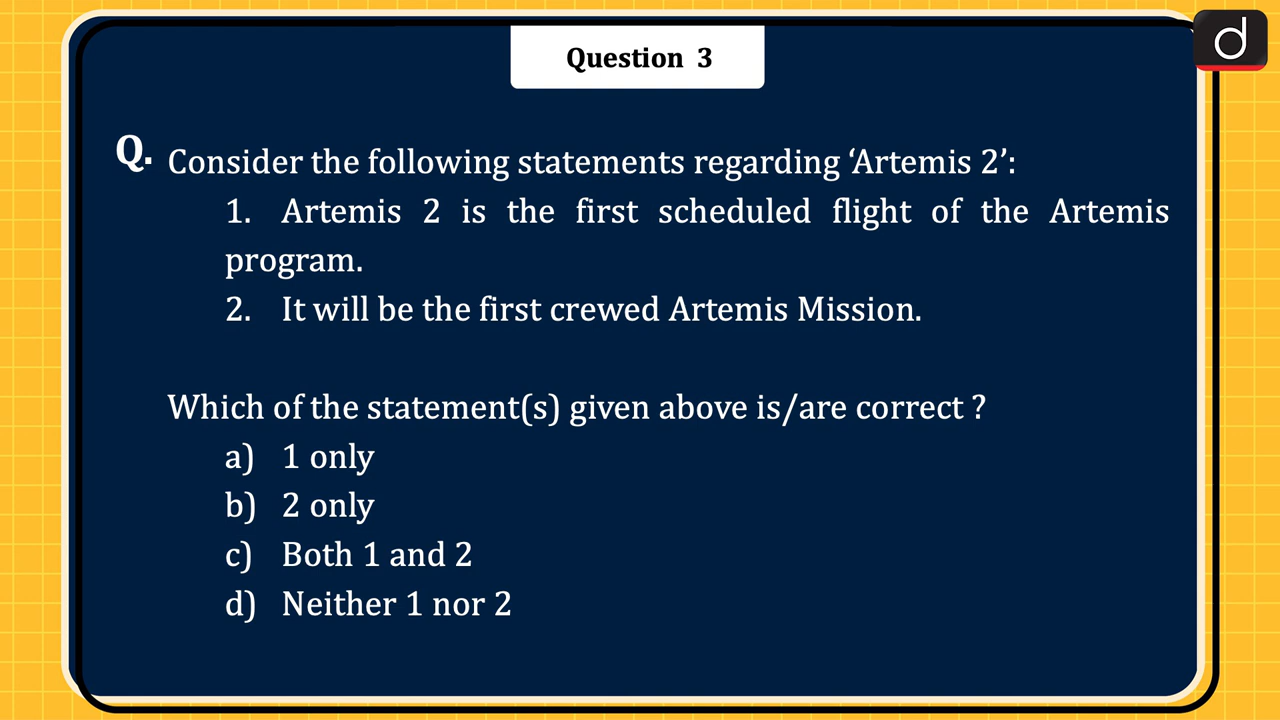 Question 3
Q. Consider the following statements regarding ‘Artemis 2’:
1. Artemis 2 is the first scheduled flight of the Artemis
program.
2. It will be the first crewed Artemis Mission.
Which of the statement(s) given above is/are correct ?
a) 1 only
b) 2 only
c) Both 1 and 2
d) Neither 1 nor 2
d